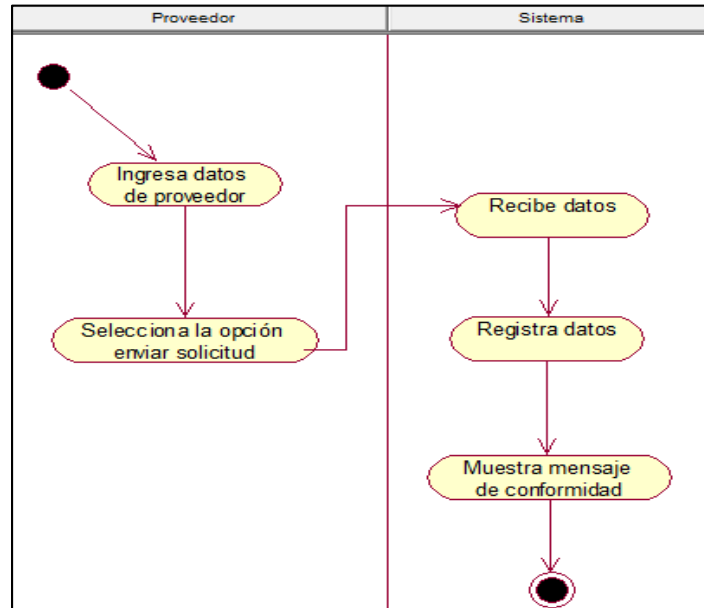 Proveedor
Sistema
Ingresa datos
de proveedor
Selecciona la opción
enviar solicitud
Recibe datos
Registra datos
Muestra mensaje
de conformidad